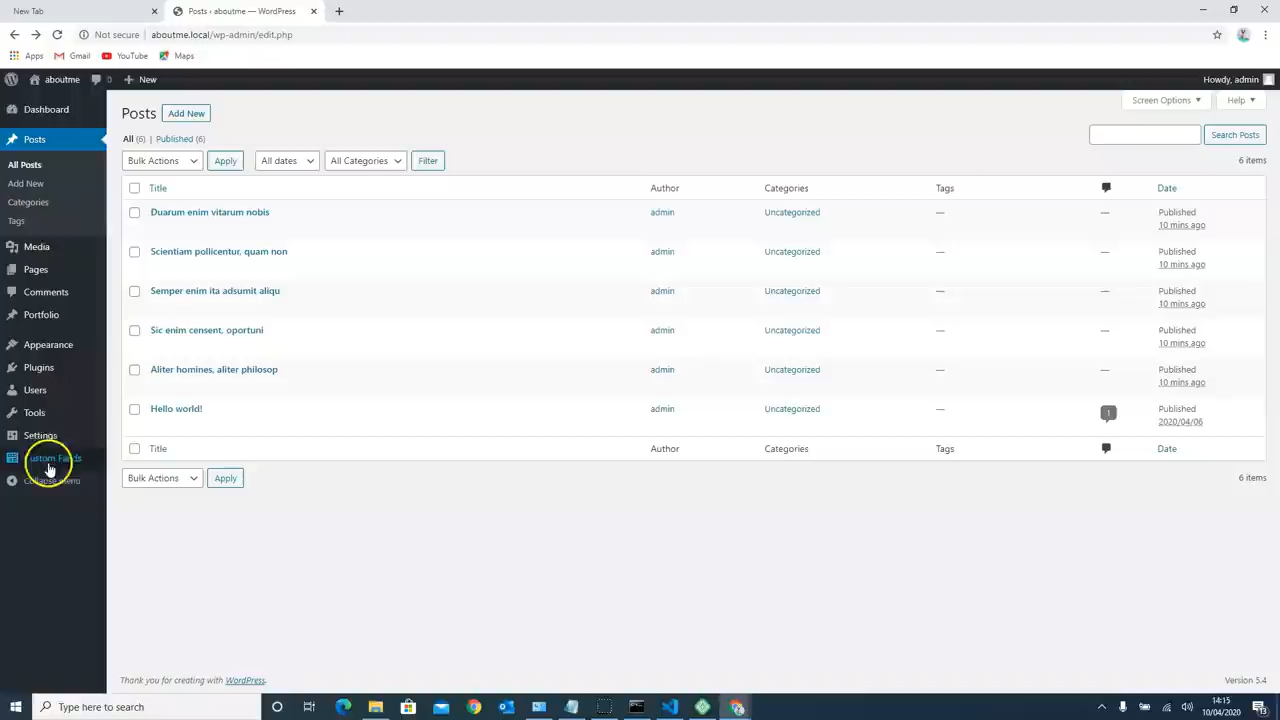 New Tab
Posts ‹ aboutme — WordPress
Not secure
aboutme.local/wp-admin/edit.php
Apps
Gmail
YouTube
Maps
aboutme
New
Howdy, admin
Dashboard
Posts
All Posts
Add New
Categories
Tags
Media
Pages
Comments
Portfolio
Appearance
Plugins
Users
Tools
Settings
Posts
Add New
Screen Options
Help
All (6) | Published (6)
Search Posts
Bulk Actions
Apply
All dates
All Categories
Filter
6 items
Title Author Categories Tags Date
Duarum enim vitarum nobis admin Uncategorized — — Published
10 mins ago
Scientiam pollicentur, quam non admin Uncategorized — — Published
10 mins ago
Semper enim ita adsumit aliqu admin Uncategorized — — Published
10 mins ago
Sic enim censent, oportuni admin Uncategorized — — Published
10 mins ago
Aliter homines, aliter philosop admin Uncategorized — — Published
10 mins ago
Hello world! admin Uncategorized — 1 Published
2020/04/06
Title Author Categories Tags Date
Bulk Actions
Apply
6 items
Thank you for creating with WordPress.
Version 5.4
Type here to search
14:15
10/04/2020